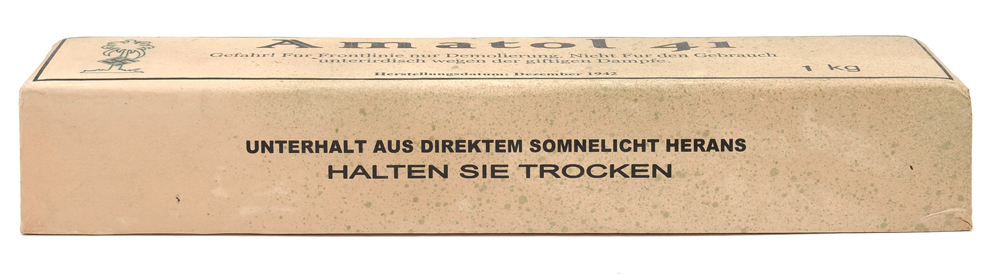 Amatol 41
Gefahr! Fur Frontlinie nur Demolierung. Nicht Fur den Gebrauch
unterirdisch wegen der giftigen Dampfe
Herstellungsdatum: Dezember 1942
1 kg
UNTERHALT AUS DIREKTEM SOMNELICHT HERANS
HALTEN SIE TROCKEN